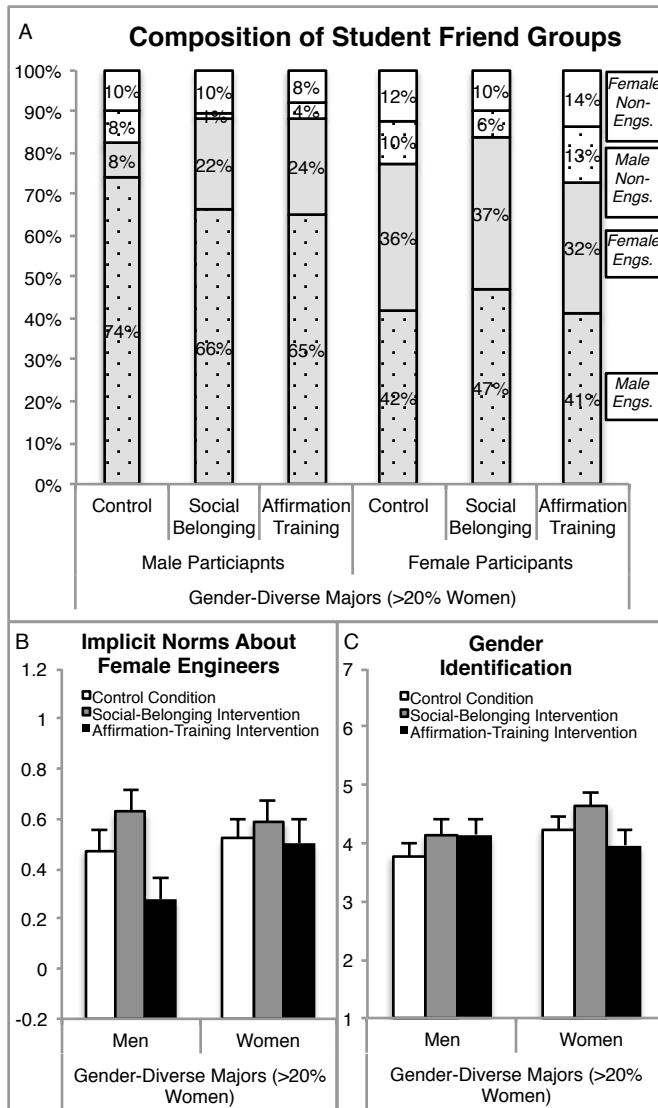 A
Composition of Student Friend Groups
100%
90%
80%
70%
60%
50%
40%
30%
20%
10%
0%
10%
8%
8%
74%
10%
1%
22%
66%
8%
4%
24%
65%
12%
10%
36%
42%
10%
6%
37%
47%
14%
13%
32%
41%
Female
Non-
Engs.
Male
Non-
Engs.
Female
Engs.
Male
Engs.
Control
Social
Belonging
Affirmation
Training
Control
Social
Belonging
Affirmation
Training
Male Particiapnts
Female Participants
Gender-Diverse Majors (>20% Women)
B
Implicit Norms About
Female Engineers
1.2
1
0.8
0.6
0.4
0.2
0
-0.2
Control Condition
Social-Belonging Intervention
Affirmation-Training Intervention
Men
Women
Gender-Diverse Majors (>20%
Women)
C
Gender
Identification
7
6
5
4
3
2
1
Control Condition
Social-Belonging Intervention
Affirmation-Training Intervention
Men
Women
Gender-Diverse Majors (>20%
Women)